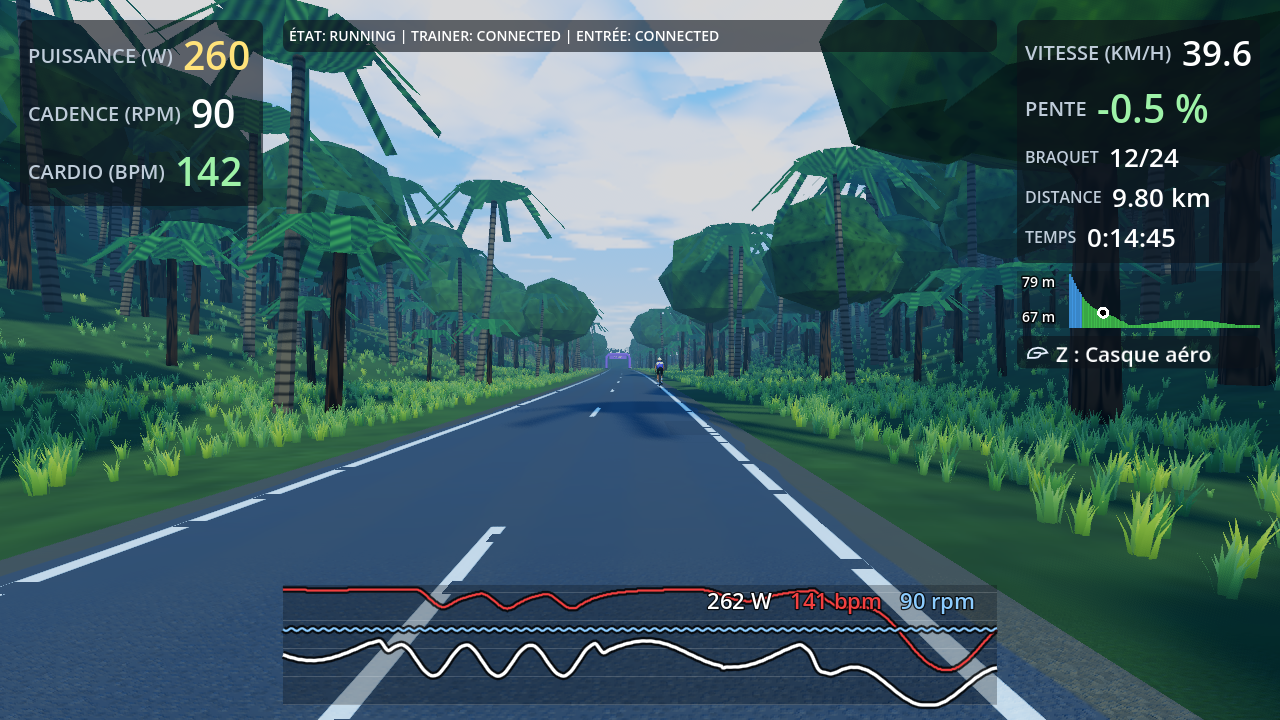 PUISSANCE (W) 260
CADENCE (RPM) 90
CARDIO (BPM) 142
ÉTAT: RUNNING | TRAINER: CONNECTED | ENTRÉE: CONNECTED
VITESSE (KM/H) 39.6
PENTE -0.5 %
BRAQUET 12/24
DISTANCE 9.80 km
TEMPS 0:14:45
79 m
67 m
Z : Casque aéro
262 W 141 bpm 90 rpm